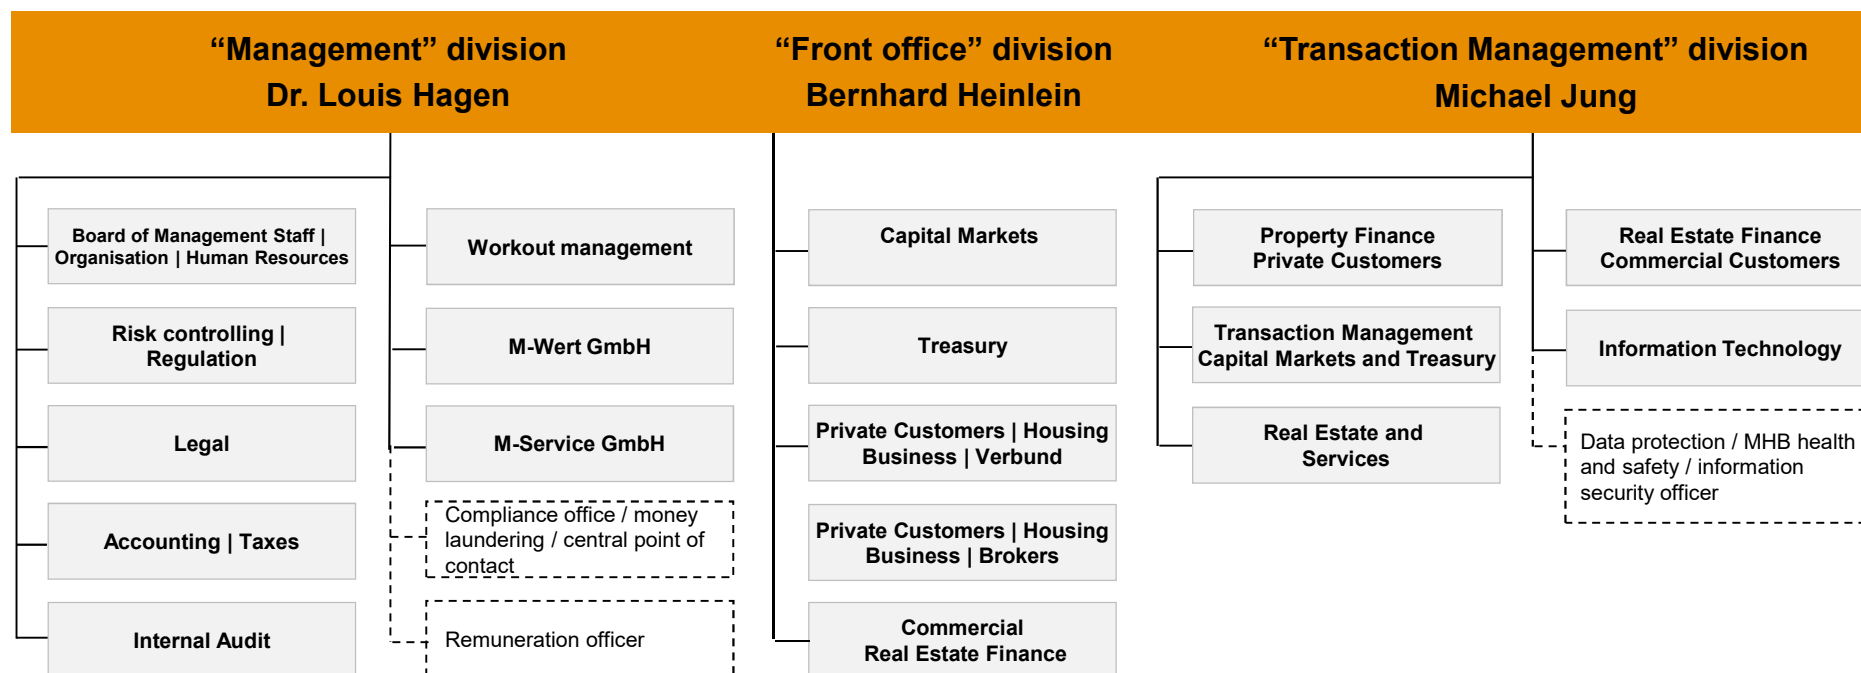 “Management” division
Dr. Louis Hagen
“Front office” division
Bernhard Heinlein
“Transaction Management” division
Michael Jung
Board of Management Staff |
Organisation | Human Resources
Risk controlling |
Regulation
Legal
Accounting | Taxes
Internal Audit
Workout management
M-Wert GmbH
M-Service GmbH
Compliance office / money
laundering / central point of
contact
Remuneration officer
Capital Markets
Treasury
Private Customers | Housing
Business | Verbund
Private Customers | Housing
Business | Brokers
Commercial
Real Estate Finance
Property Finance
Private Customers
Transaction Management
Capital Markets and Treasury
Real Estate and
Services
Real Estate Finance
Commercial Customers
Information Technology
Data protection / MHB health
and safety / information
security officer